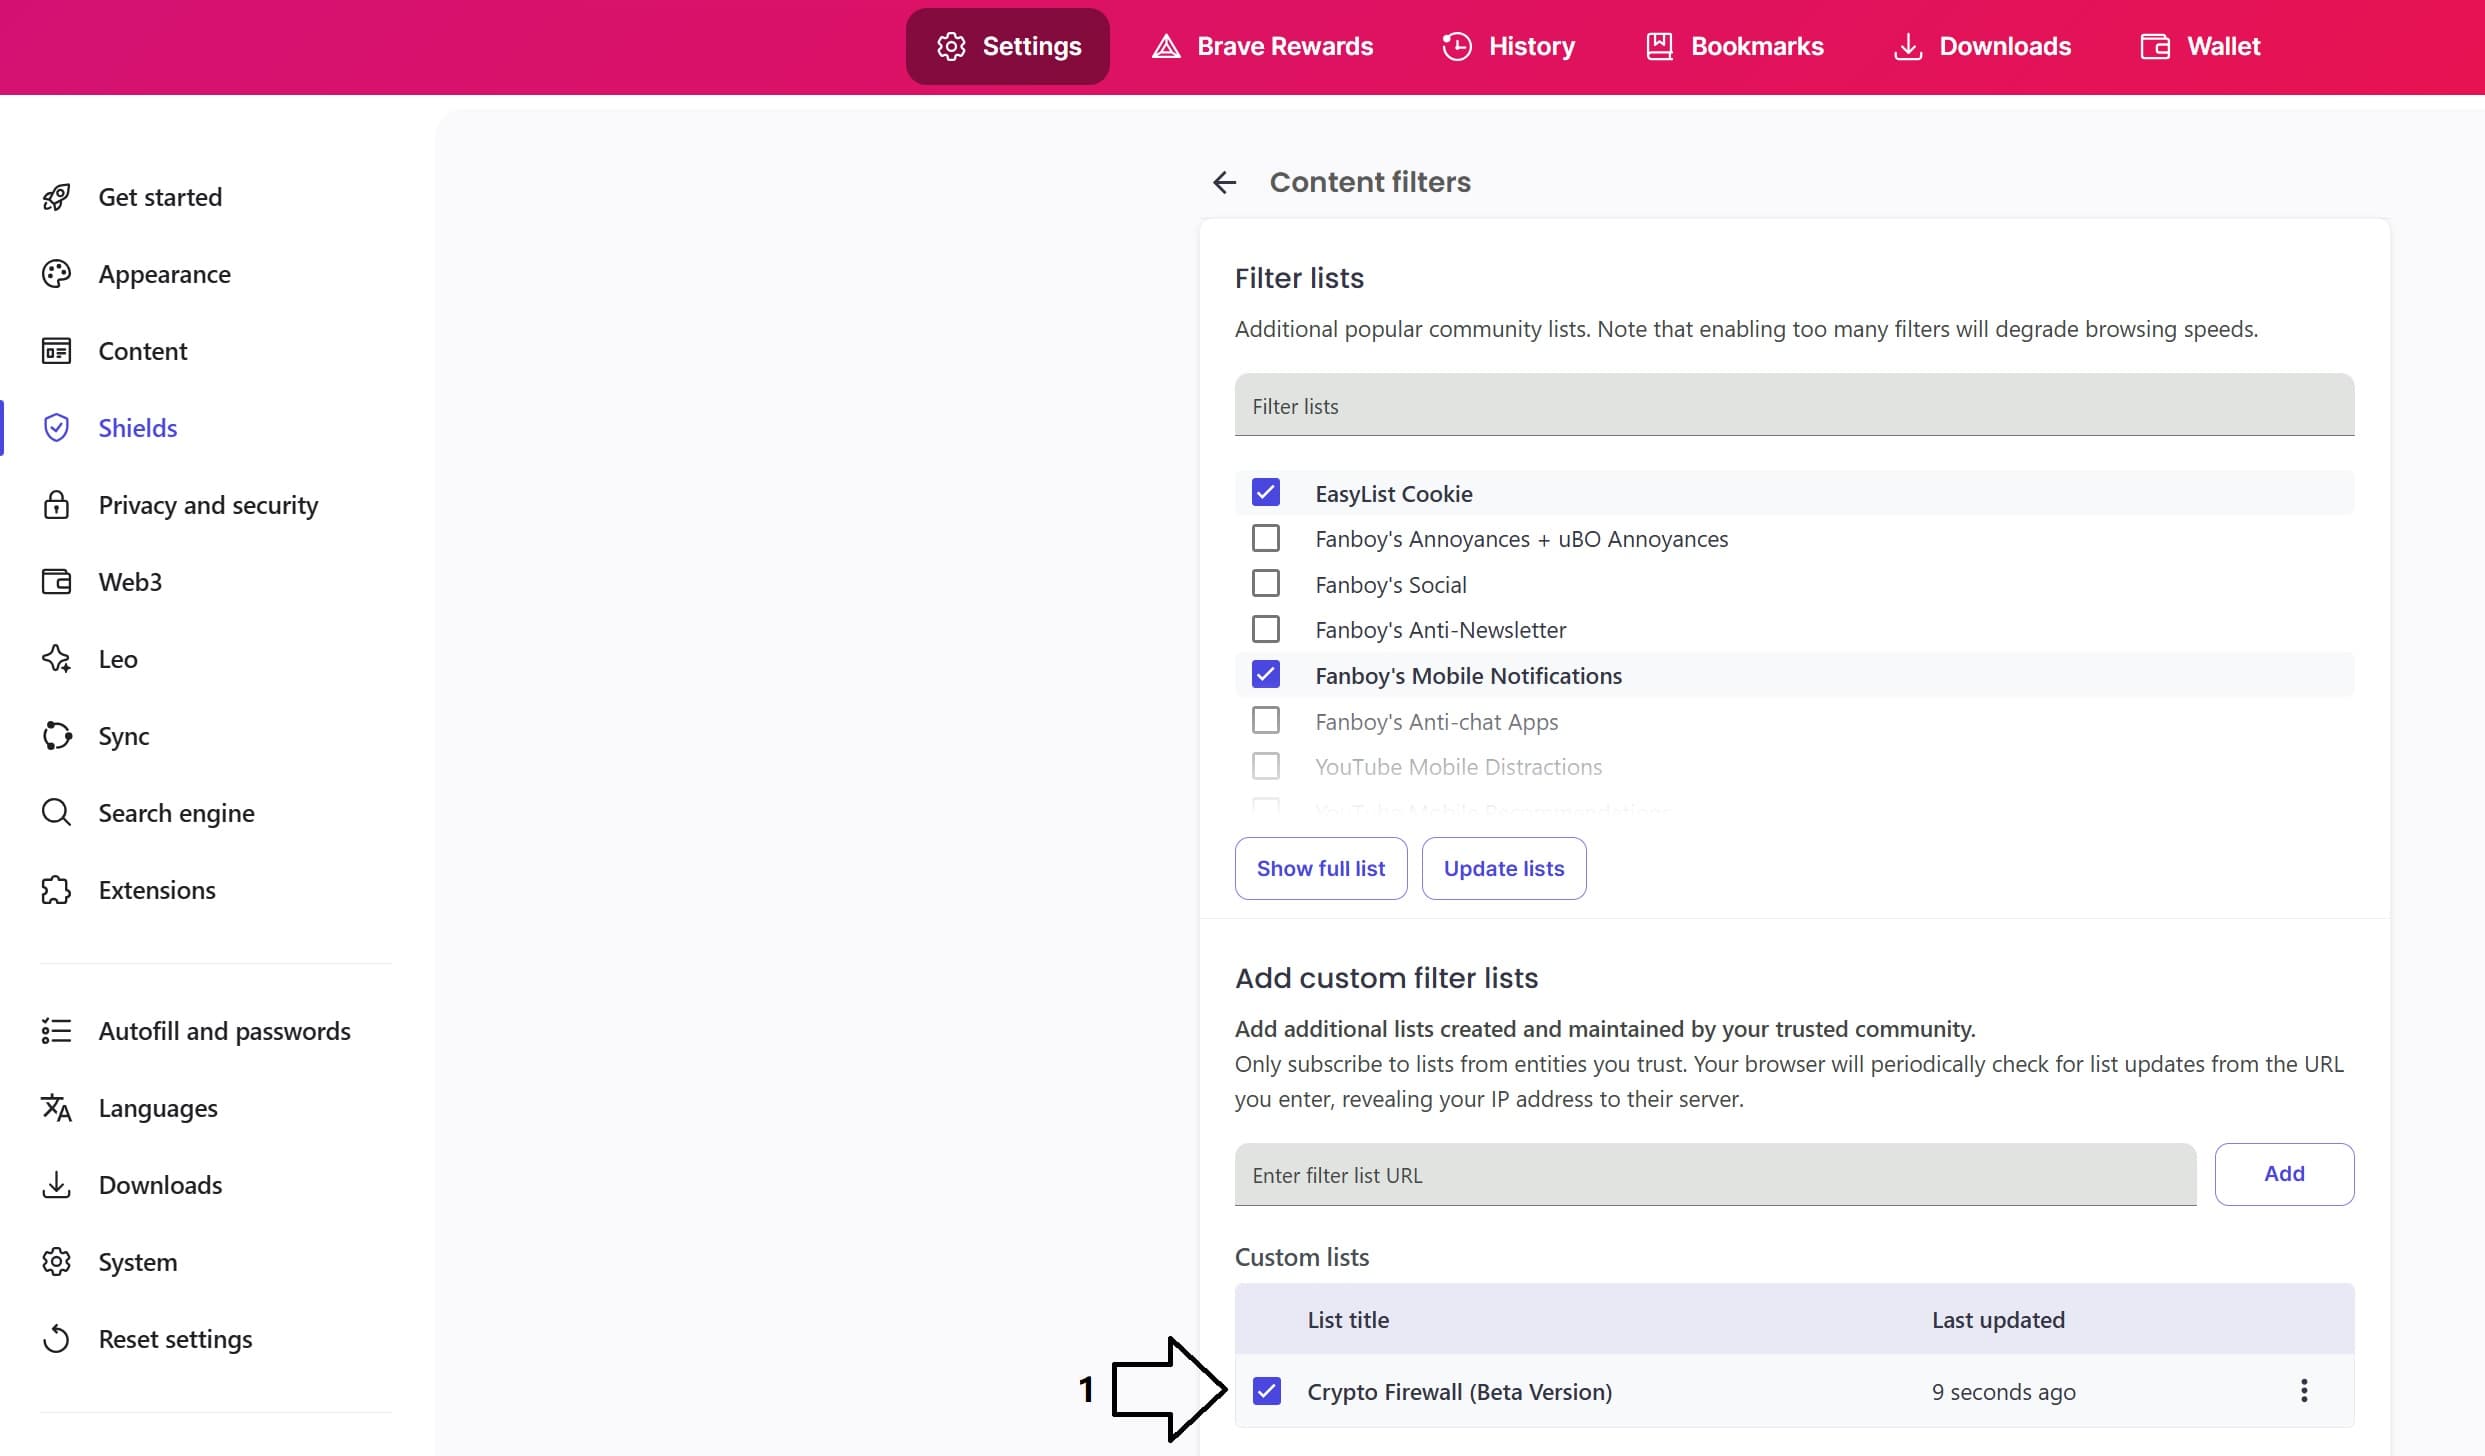 Settings
Brave Rewards
History
Bookmarks
Downloads
Wallet
Get started
Appearance
Content
Shields
Privacy and security
Web3
Leo
Sync
Search engine
Extensions
Autofill and passwords
Languages
Downloads
System
Reset settings
Content filters
Filter lists
Additional popular community lists. Note that enabling too many filters will degrade browsing speeds.
Filter lists
EasyList Cookie
Fanboy's Annoyances + uBO Annoyances
Fanboy's Social
Fanboy's Anti-Newsletter
Fanboy's Mobile Notifications
Fanboy's Anti-chat Apps
YouTube Mobile Distractions
YouTube Mobile Recommendations
Show full list
Update lists
Add custom filter lists
Add additional lists created and maintained by your trusted community.
Only subscribe to lists from entities you trust. Your browser will periodically check for list updates from the URL
you enter, revealing your IP address to their server.
Enter filter list URL
Add
Custom lists
List title Last updated
1 Crypto Firewall (Beta Version) 9 seconds ago